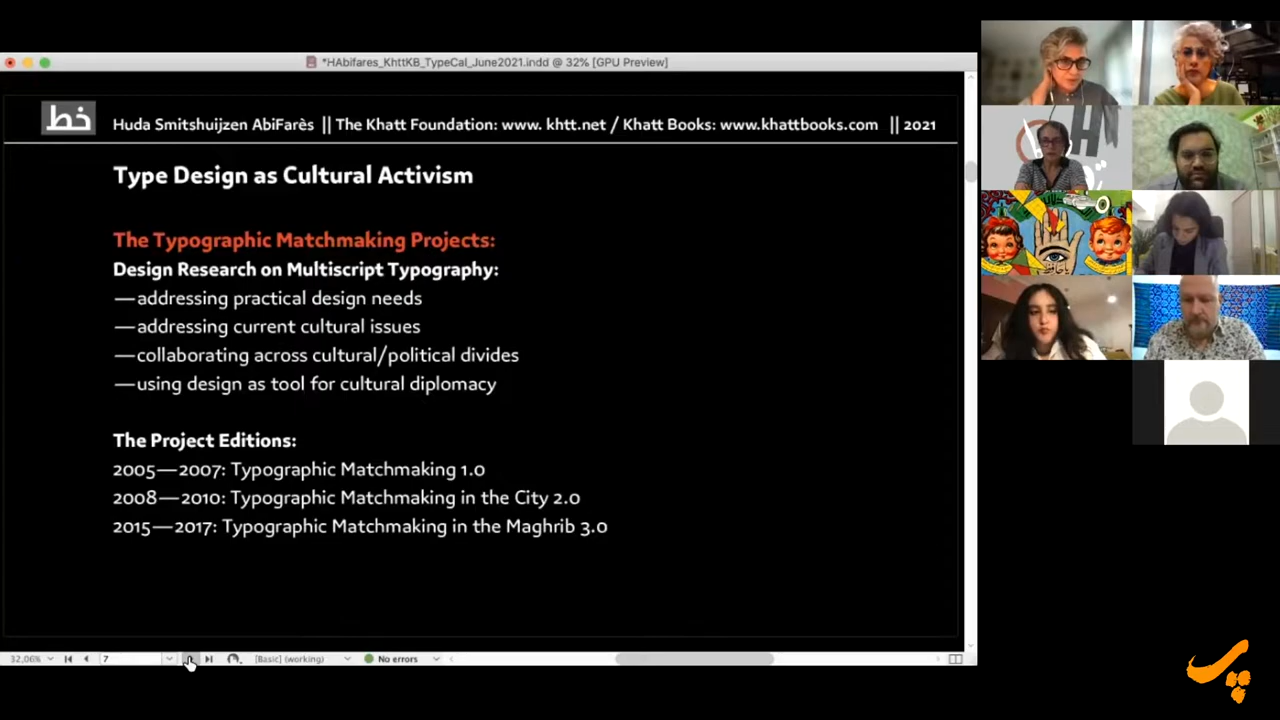 *HAbifares_KhttKB_TypeCal_June2021.indd @ 32% [GPU Preview]
خط
Huda Smitshuijzen AbiFarès || The Khatt Foundation: www. khtt.net / Khatt Books: www.khattbooks.com || 2021
Type Design as Cultural Activism
The Typographic Matchmaking Projects:
Design Research on Multiscript Typography:
—addressing practical design needs
—addressing current cultural issues
—collaborating across cultural/political divides
—using design as tool for cultural diplomacy
The Project Editions:
2005—2007: Typographic Matchmaking 1.0
2008—2010: Typographic Matchmaking in the City 2.0
2015—2017: Typographic Matchmaking in the Maghrib 3.0
32,06% 7 [Basic] (working) No errors